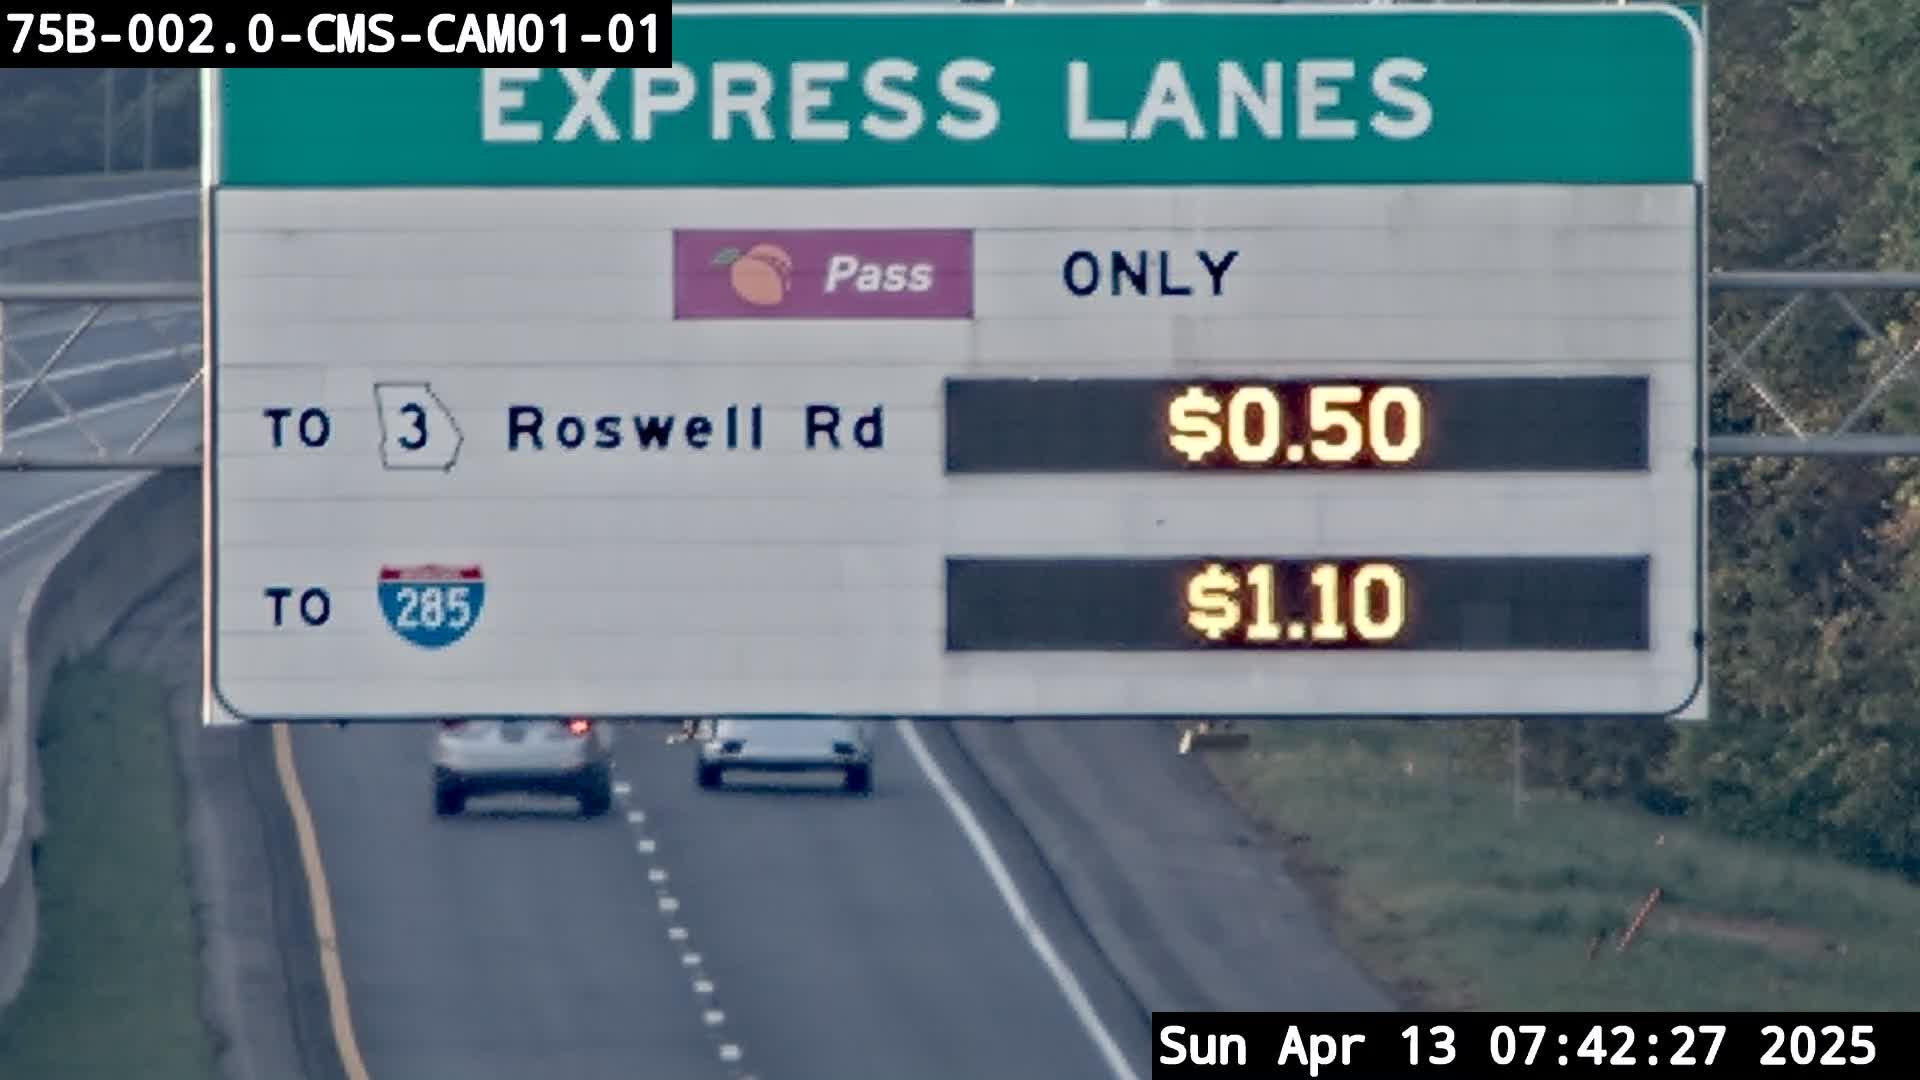 75B-002.0-CMS-CAM01-01
EXPRESS LANES
Pass ONLY
TO 3 Roswell Rd $0.50
TO 285 $1.10
Sun Apr 13 07:42:27 2025